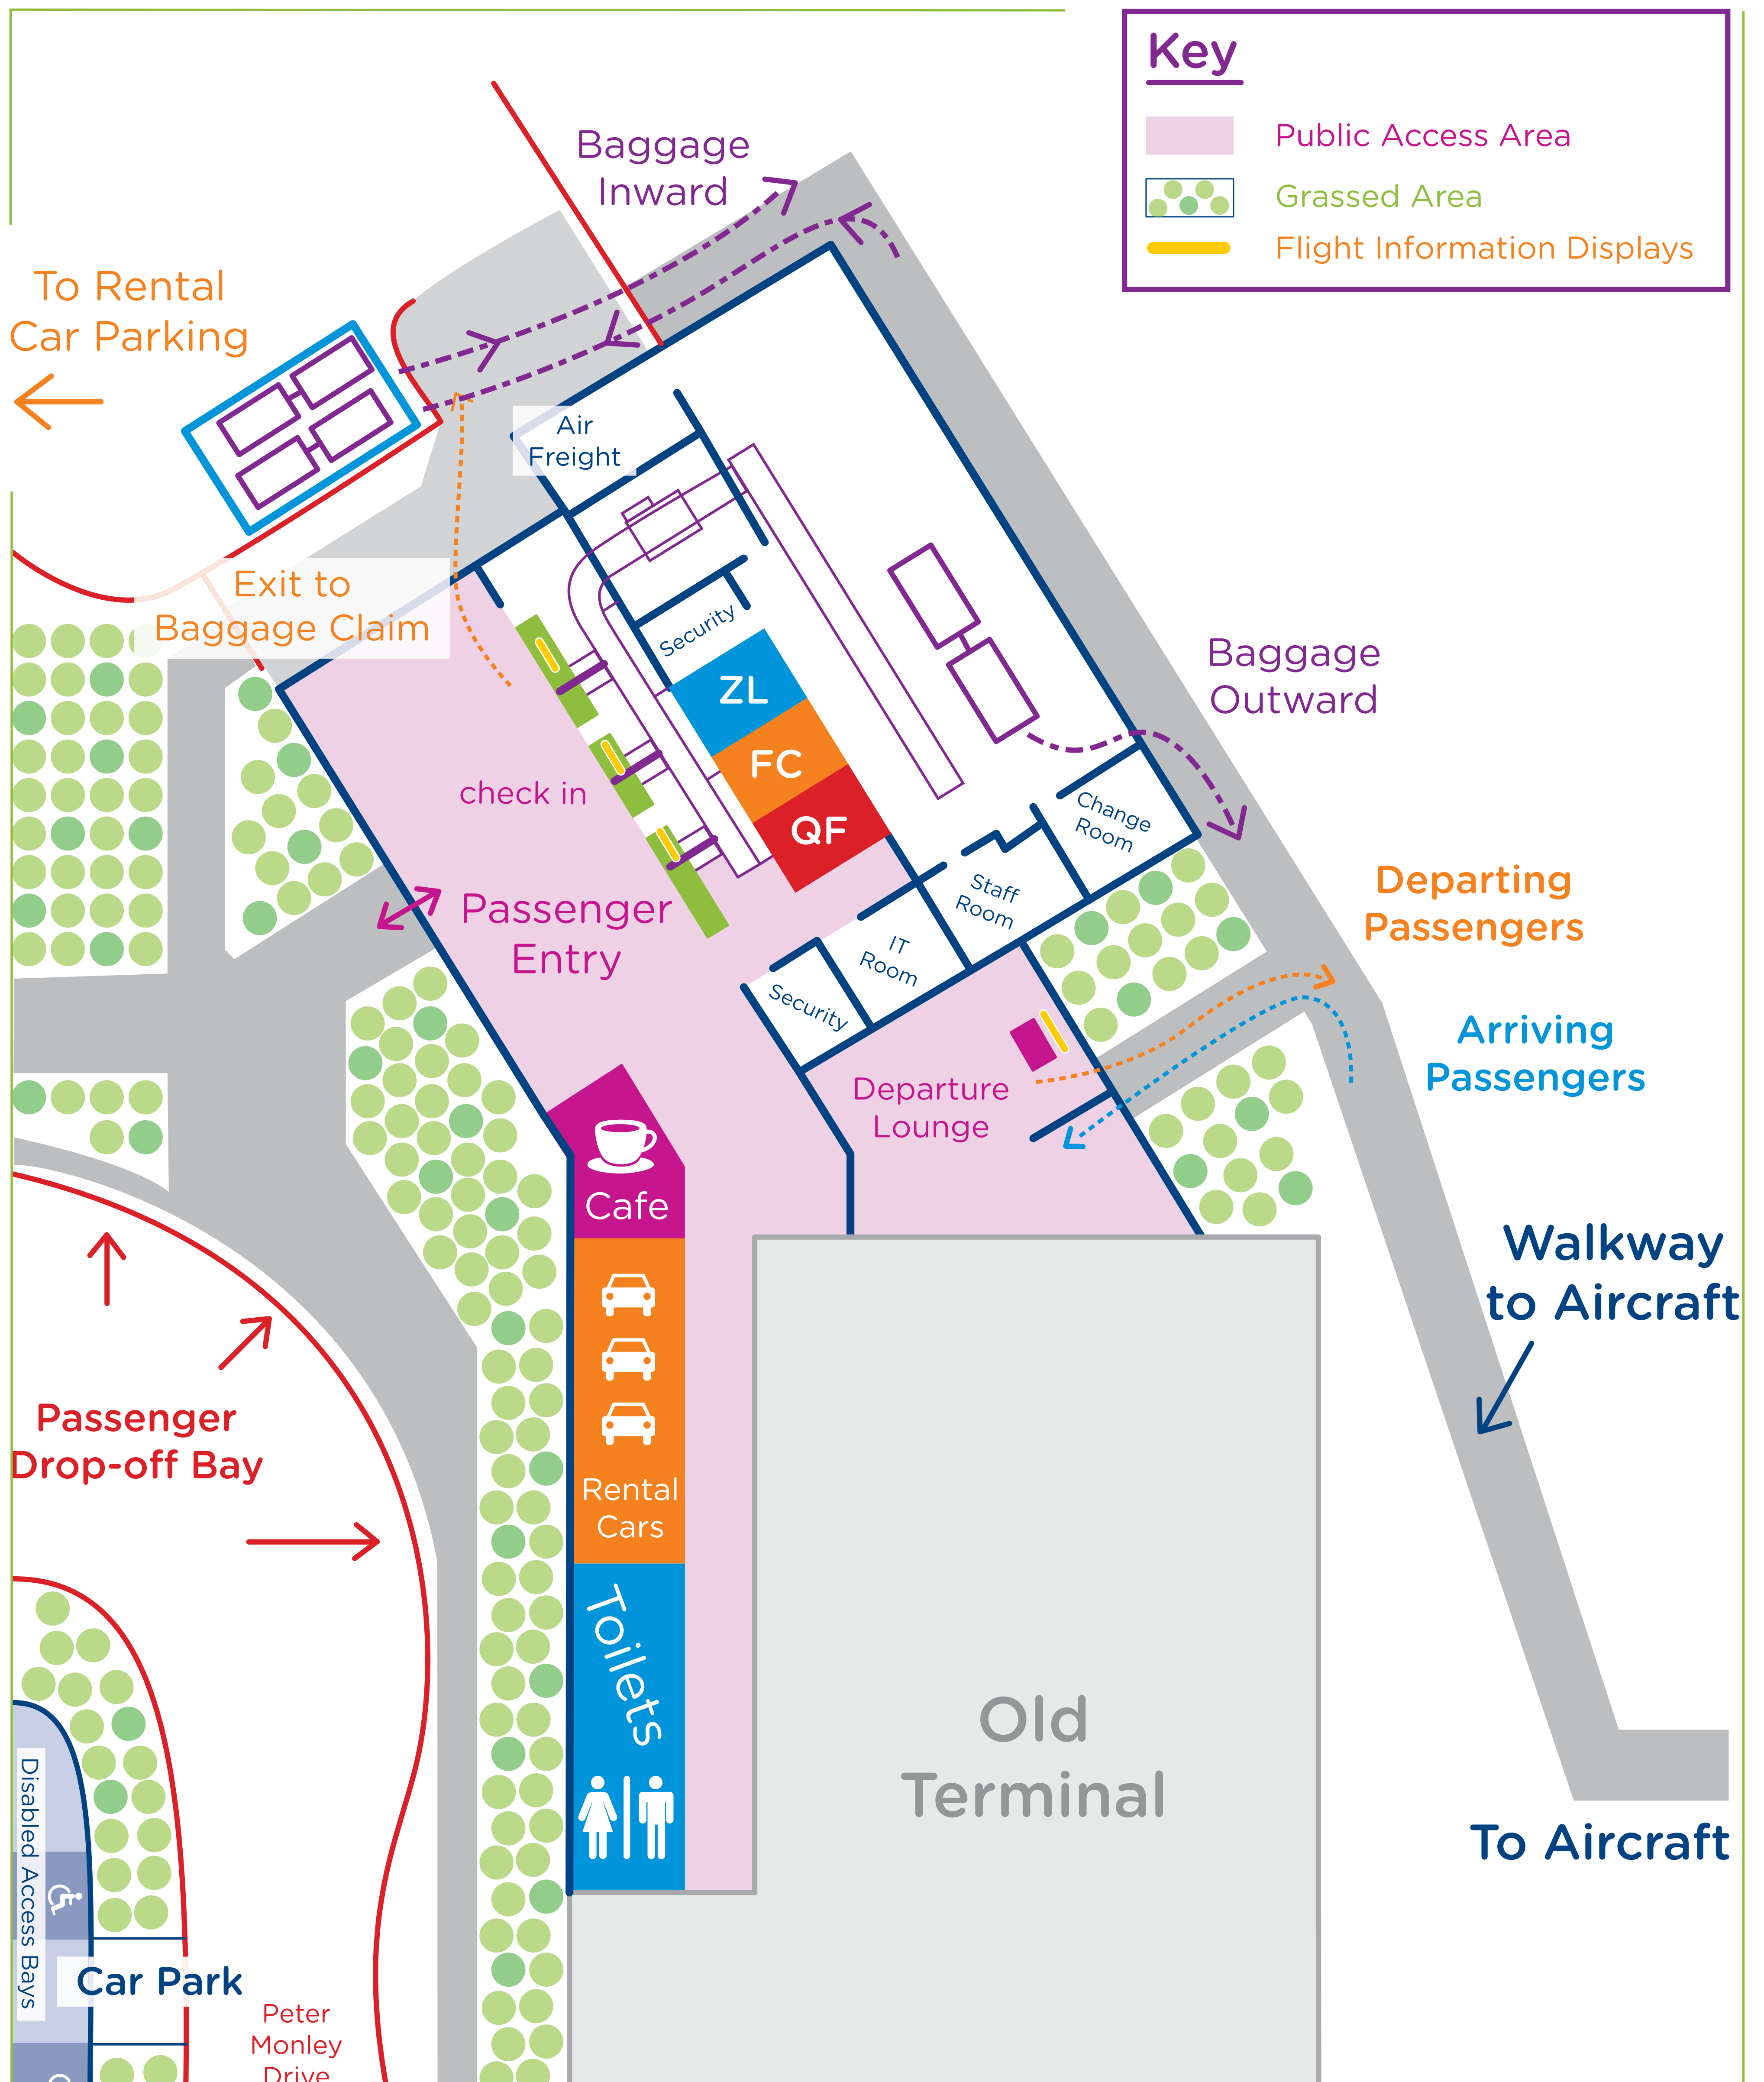 Key
Public Access Area
Grassed Area
Flight Information Displays
Baggage
Inward
To Rental
Car Parking
Air
Freight
Exit to
Baggage Claim
Security
ZL
FC
QF
Baggage
Outward
check in
Change
Room
Passenger
Entry
Staff
Room
IT
Room
Security
Departing
Passengers
Arriving
Passengers
Departure
Lounge
Cafe
Walkway
to Aircraft
Passenger
Drop-off Bay
Rental
Cars
Toilets
Old
Terminal
To Aircraft
Disabled Access Bays
Car Park
Peter
Monley
Drive